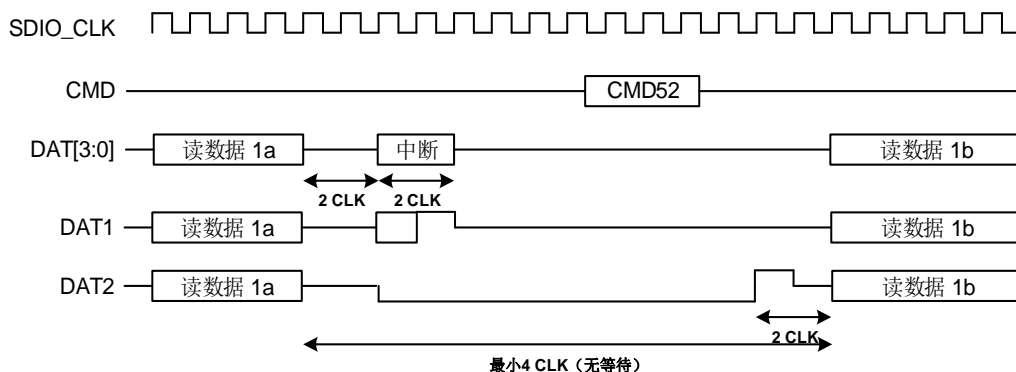 SDIO_CLK
CMD
CMD52
DAT[3:0]
读数据 1a
中断
读数据 1b
2 CLK
2 CLK
DAT1
读数据 1a
读数据 1b
DAT2
读数据 1a
读数据 1b
2 CLK
最小4 CLK（无等待）